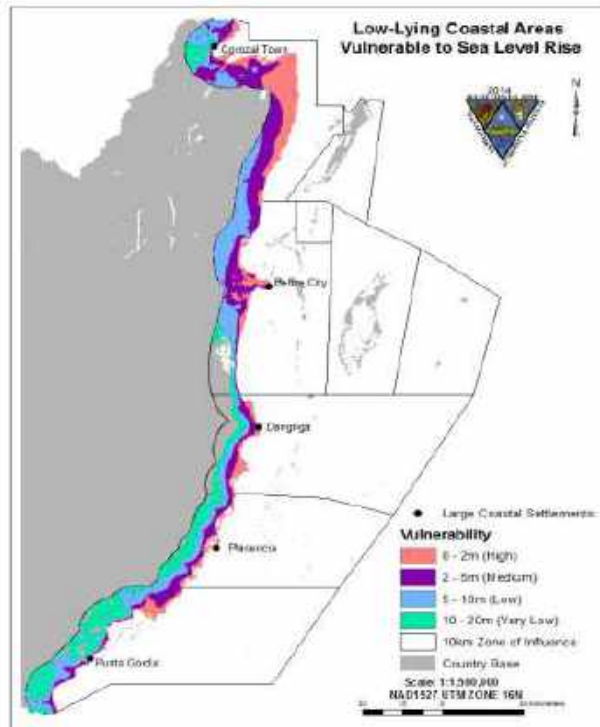 Low-Lying Coastal Areas
Vulnerable to Sea Level Rise
2014
N
Corozal Town
Belize City
Dangriga
Placencia
Punta Gorda
Large Coastal Settlements
Vulnerability
0 - 2m (High)
2 - 5m (Medium)
5 - 10m (Low)
10 - 20m (Very Low)
10km Zone of Influence
Country Base
Scale: 1:1,500,000
NAD1927 UTM ZONE 16N